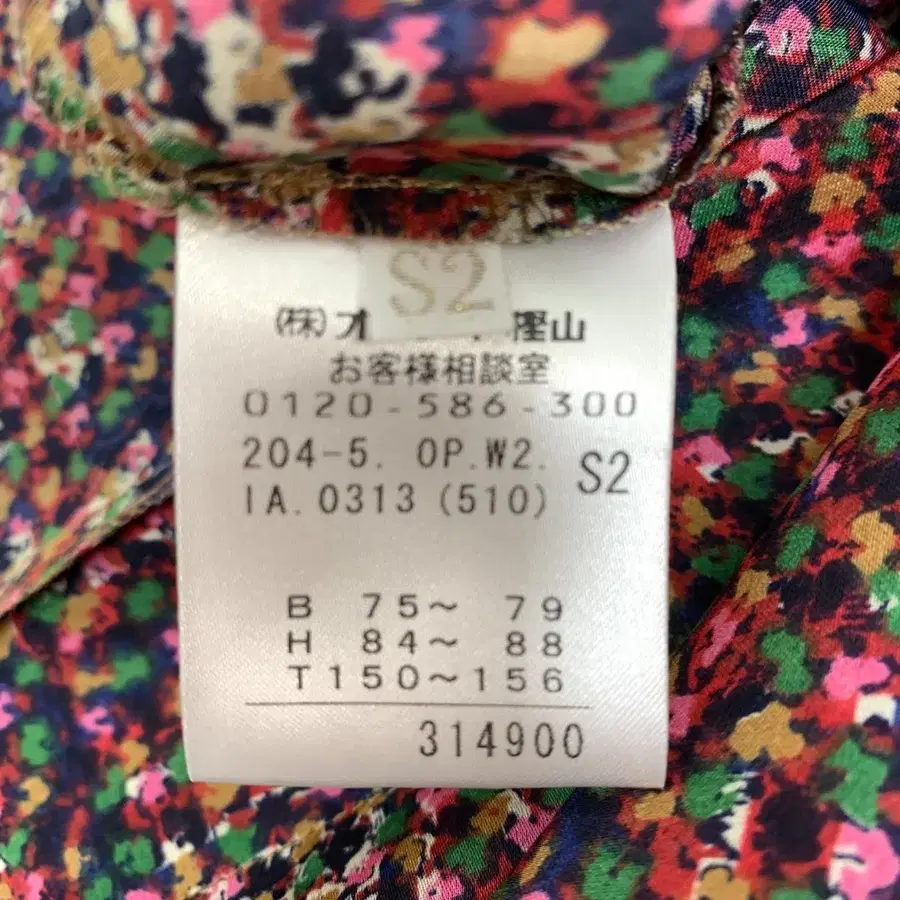 S2
(株)オ 樫山
お客様相談室
0120-586-300
204-5. OP.W2. S2
IA.0313 (510)
B 75～ 79
H 84～ 88
T150～156
314900